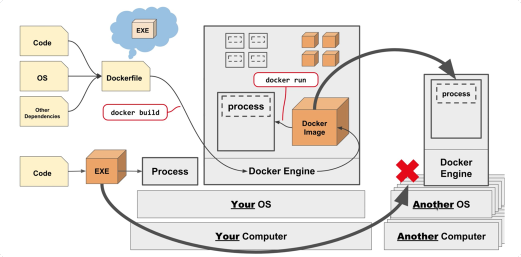 EXE
Code
OS
Other
Dependencies
Dockerfile
docker build
docker run
process
Docker
Image
Docker Engine
process
Docker
Engine
Code
EXE
Process
Your OS
Another OS
Your Computer
Another Computer